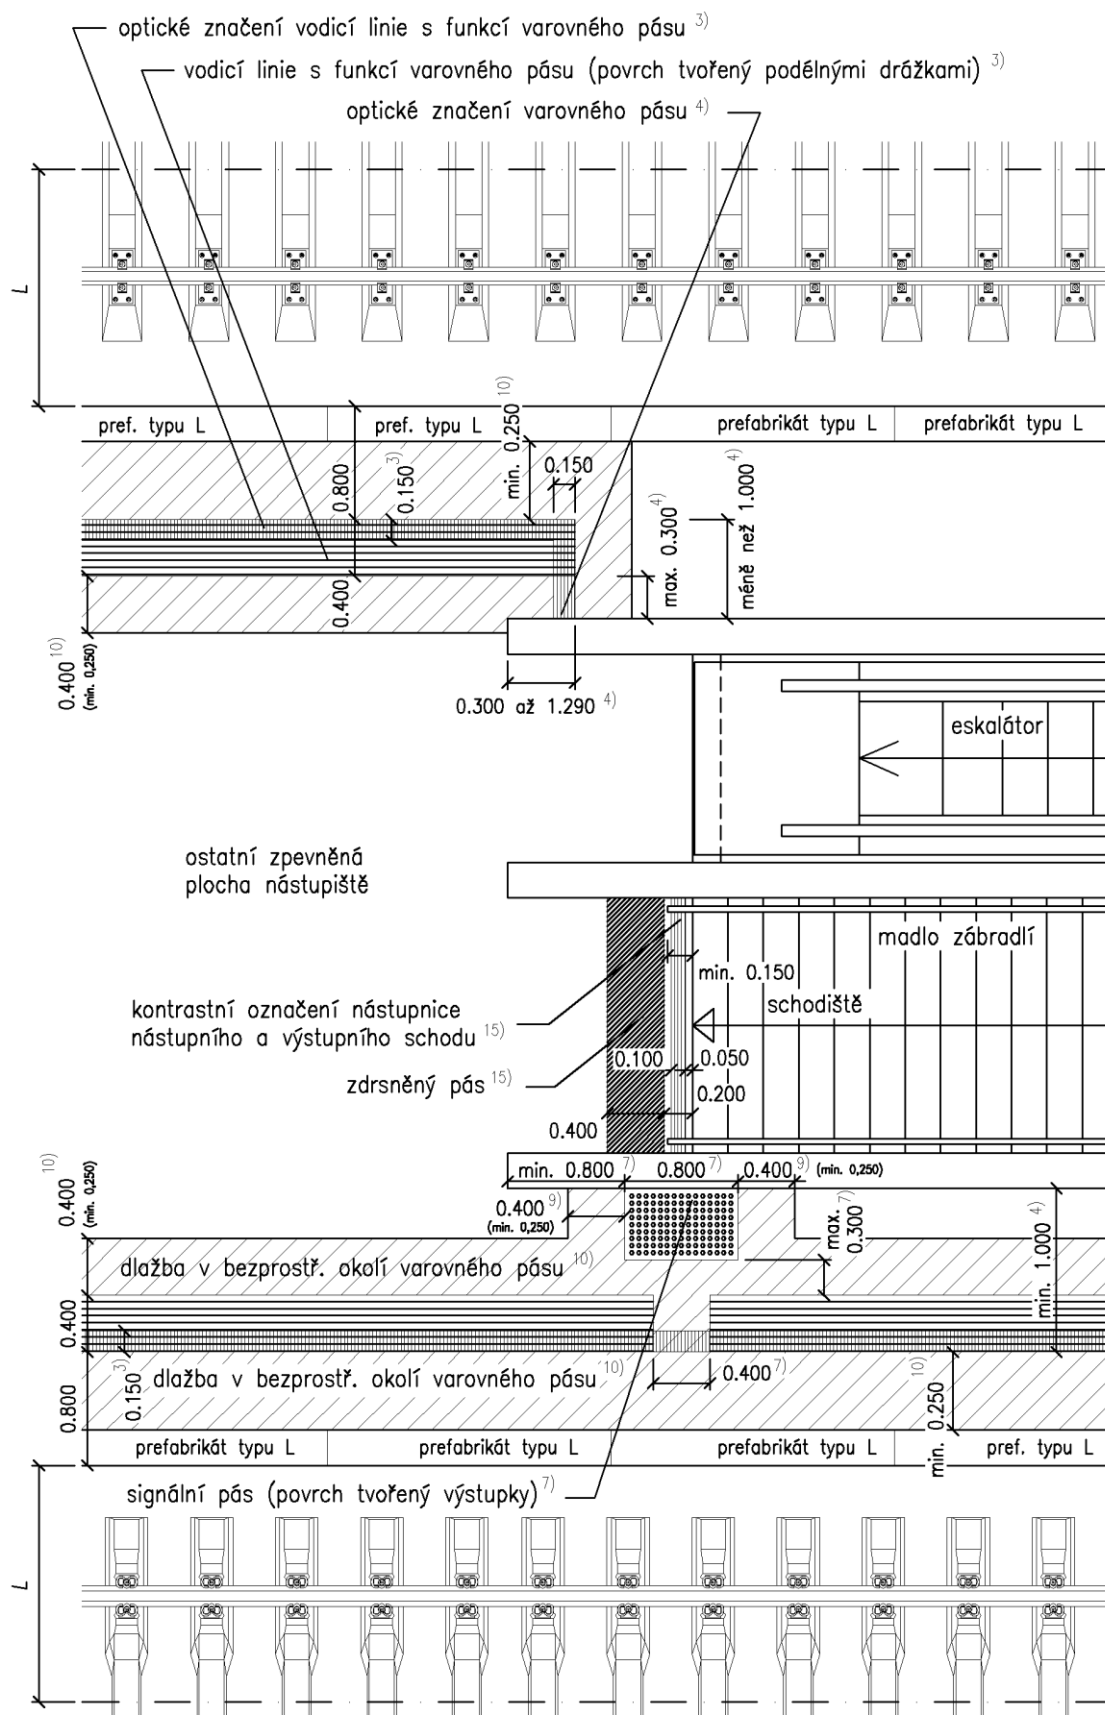 optické značení vodicí linie s funkcí varovného pásu 3)
vodicí linie s funkcí varovného pásu (povrch tvořený podélnými drážkami) 3)
optické značení varovného pásu 4)
L
pref. typu L
pref. typu L
prefabrikát typu L
prefabrikát typu L
0.800
0.150 3)
min. 0.250 10)
0.150
max. 0.300 4)
méně než 1.000 4)
0.400
0.400 10)
(min. 0,250)
0.300 až 1.290 4)
eskalátor
ostatní zpevněná
plocha nástupiště
madlo zábradlí
min. 0.150
schodiště
kontrastní označení nástupnice
nástupního a výstupního schodu 15)
0.100
0.050
zdrsněný pás 15)
0.200
0.400
min. 0.800 7)
0.800 7)
0.400 9) (min. 0,250)
0.400 10)
(min. 0,250)
0.400 9)
(min. 0,250)
max. 7)
0.300
min. 1.000 4)
dlažba v bezprostř. okolí varovného pásu 10)
0.400
0.150 3)
dlažba v bezprostř. okolí varovného pásu 10)
0.400 7)
min. 0.250 10)
0.800
prefabrikát typu L
prefabrikát typu L
prefabrikát typu L
pref. typu L
signální pás (povrch tvořený výstupky) 7)
L